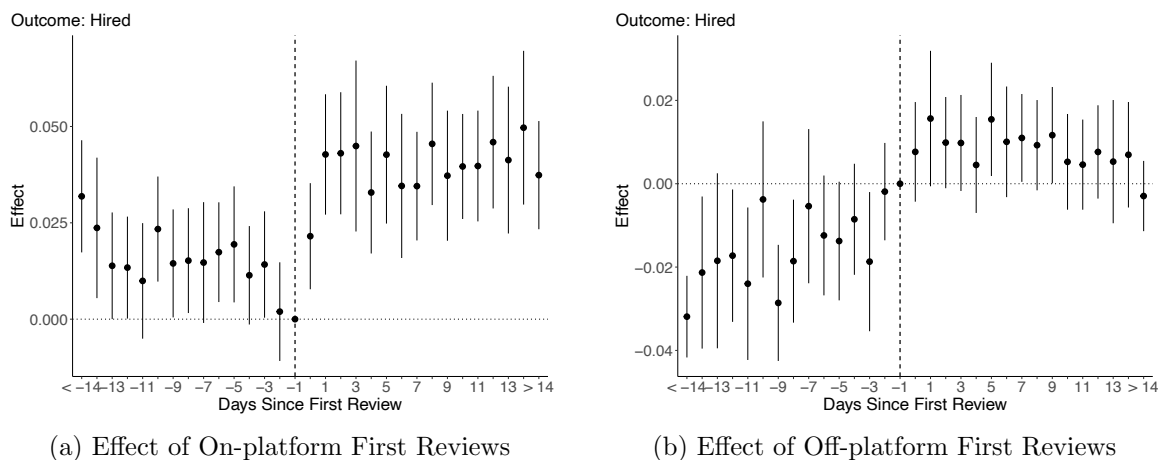 Outcome: Hired
Effect
0.050
0.025
0.000
< −14 −13 −11 −9 −7 −5 −3 −1 1 3 5 7 9 11 13 > 14
Days Since First Review
(a) Effect of On-platform First Reviews
Outcome: Hired
Effect
0.02
0.00
−0.02
−0.04
< −14 −13 −11 −9 −7 −5 −3 −1 1 3 5 7 9 11 13 > 14
Days Since First Review
(b) Effect of Off-platform First Reviews